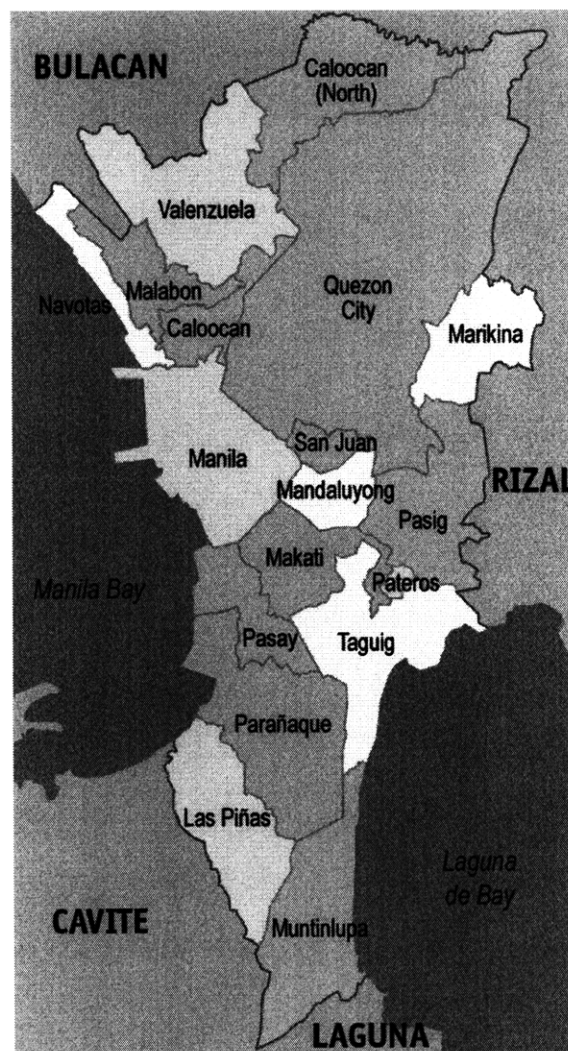 BULACAN
Caloocan
(North)
Valenzuela
Malabon
Navotas
Caloocan
Quezon
City
Marikina
San Juan
Manila
Mandaluyong
RIZAL
Pasig
Makati
Manila Bay
Pateros
Pasay
Taguig
Parañaque
Las Piñas
Laguna
de Bay
CAVITE
Muntinlupa
LAGUNA